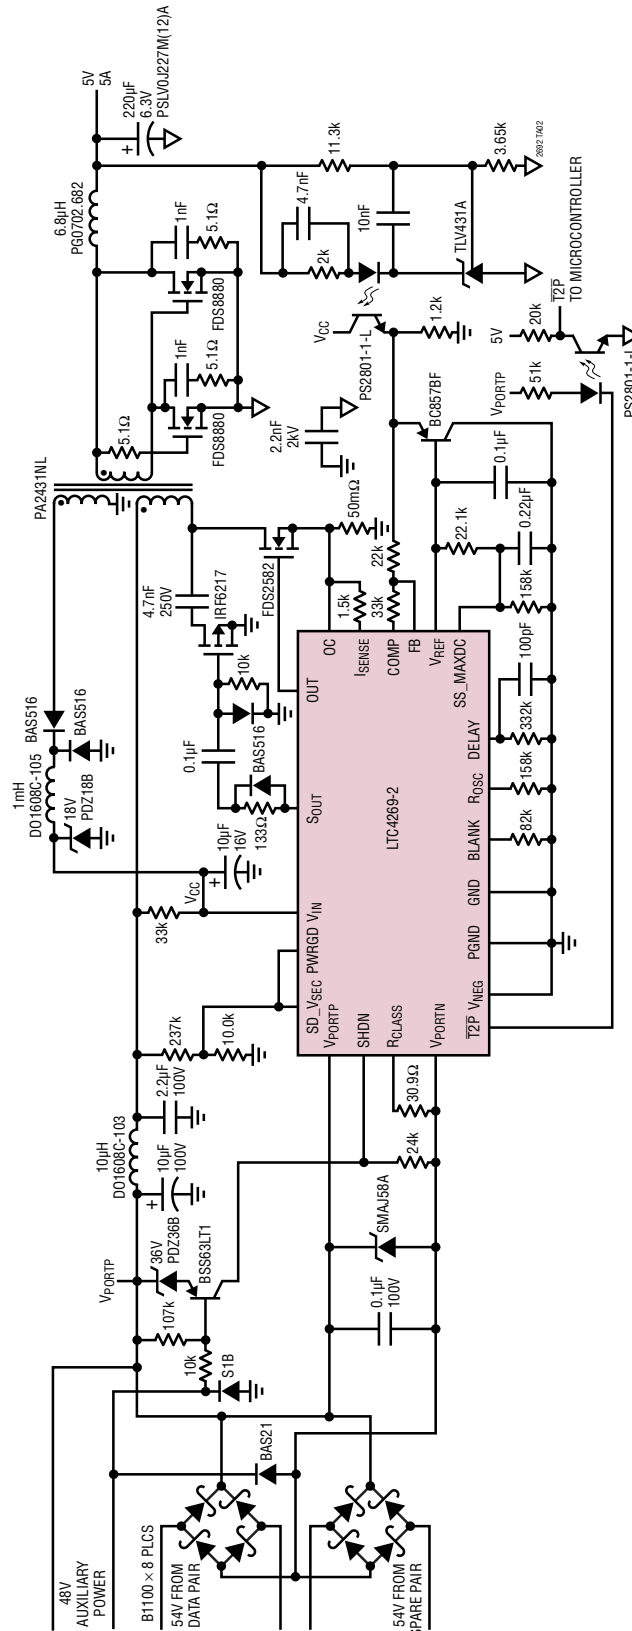 48V
AUXILIARY
POWER
B1100 × 8 PLCS
54V FROM
DATA PAIR
54V FROM
SPARE PAIR
BAS21
S1B
10k
107k
VPORTP
36V
PDZ36B
BSS63LT1
0.1µF
100V
SMAJ58A
24k
30.9Ω
10µH
DO1608C-103
10µF
100V
2.2µF
100V
237k
10.0k
33k
VCC
10µF
16V
1mH
DO1608C-105
18V
PDZ18B
BAS516
BAS516
133Ω
BAS516
0.1µF
10k
IRF6217
4.7nF
250V
FDS2582
50mΩ
PA2431NL
5.1Ω
FDS8880
1nF
5.1Ω
FDS8880
1nF
5.1Ω
6.8µH
PG0702.682
5V
5A
220µF
6.3V
PSLV0J227M(12)A
SD_VSEC
PWRGD
VIN
SOUT
OUT
VPORTP
SHDN
RCLASS
VPORTN
LTC4269-2
OC
ISENSE
COMP
FB
VREF
SS_MAXDC
T2P
VNEG
PGND
GND
BLANK
ROSC
DELAY
82k
158k
332k
100pF
158k
0.22µF
22.1k
0.1µF
1.5k
33k
22k
BC857BF
1.2k
2.2nF
2kV
VCC
PS2801-1-L
2k
4.7nF
10nF
11.3k
TLV431A
3.65k
2692 TA02
VPORTP
51k
5V
20k
T2P
TO MICROCONTROLLER
PS2801-1-L